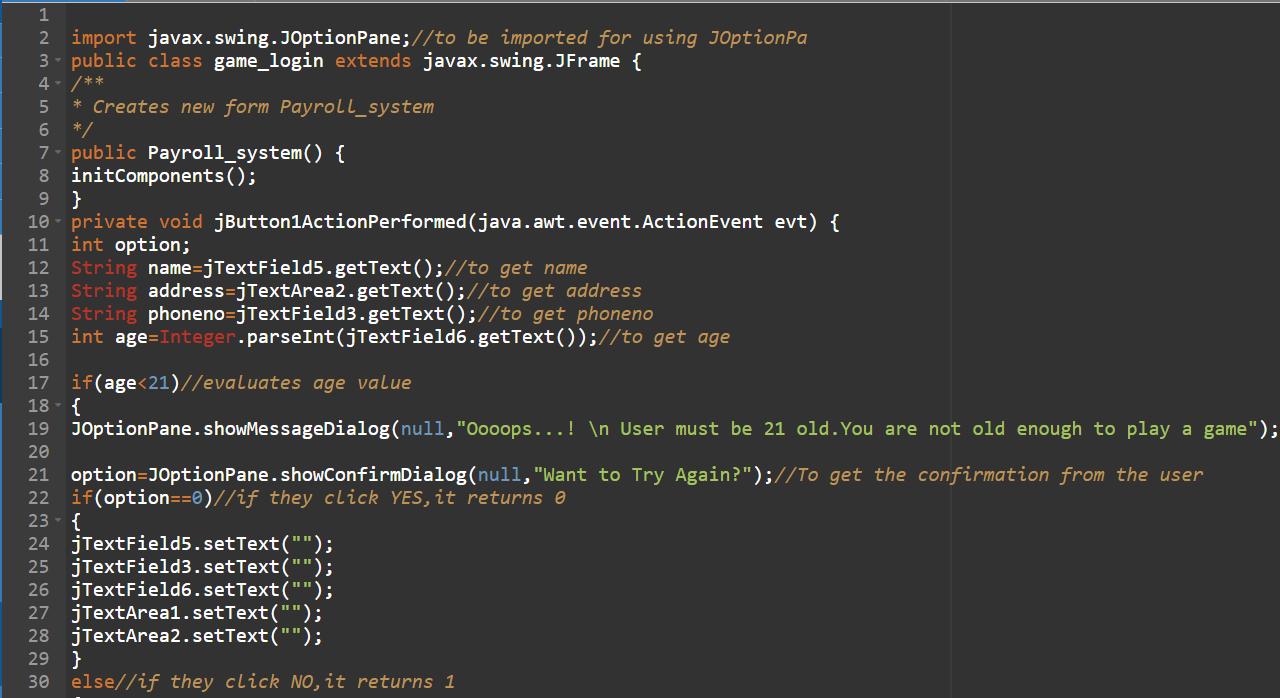 1
2 import javax.swing.JOptionPane;//to be imported for using JOptionPa
3 public class game_login extends javax.swing.JFrame {
4 /**
5 * Creates new form Payroll_system
6 */
7 public Payroll_system() {
8 initComponents();
9 }
10 private void jButton1ActionPerformed(java.awt.event.ActionEvent evt) {
11 int option;
12 String name=jTextField5.getText();//to get name
13 String address=jTextArea2.getText();//to get address
14 String phoneno=jTextField3.getText();//to get phoneno
15 int age=Integer.parseInt(jTextField6.getText());//to get age
16
17 if(age<21)//evaluates age value
18 {
19 JOptionPane.showMessageDialog(null,"Oooops...! \n User must be 21 old.You are not old enough to play a game");
20
21 option=JOptionPane.showConfirmDialog(null,"Want to Try Again?");//To get the confirmation from the user
22 if(option==0)//if they click YES,it returns 0
23 {
24 jTextField5.setText("");
25 jTextField3.setText("");
26 jTextField6.setText("");
27 jTextArea1.setText("");
28 jTextArea2.setText("");
29 }
30 else//if they click NO,it returns 1